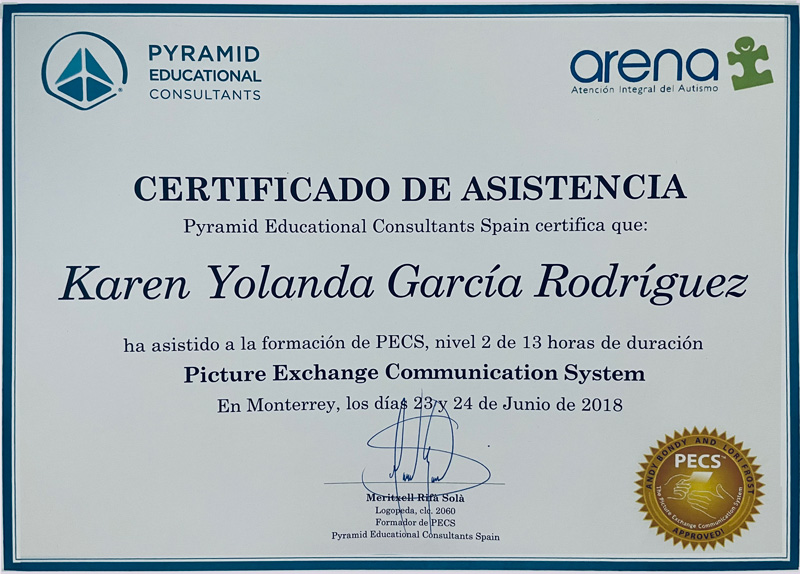 PYRAMID
EDUCATIONAL
CONSULTANTS
arena
Atención Integral del Autismo
CERTIFICADO DE ASISTENCIA
Pyramid Educational Consultants Spain certifica que:
Karen Yolanda García Rodríguez
ha asistido a la formación de PECS, nivel 2 de 13 horas de duración
Picture Exchange Communication System
En Monterrey, los días 23 y 24 de Junio de 2018
Meritxell Rifà Solà
Logopeda, clc. 2060
Formador de PECS
Pyramid Educational Consultants Spain
ANDY BONDY AND LORI FROST
PECS™
The Picture Exchange Communication System
APPROVED!